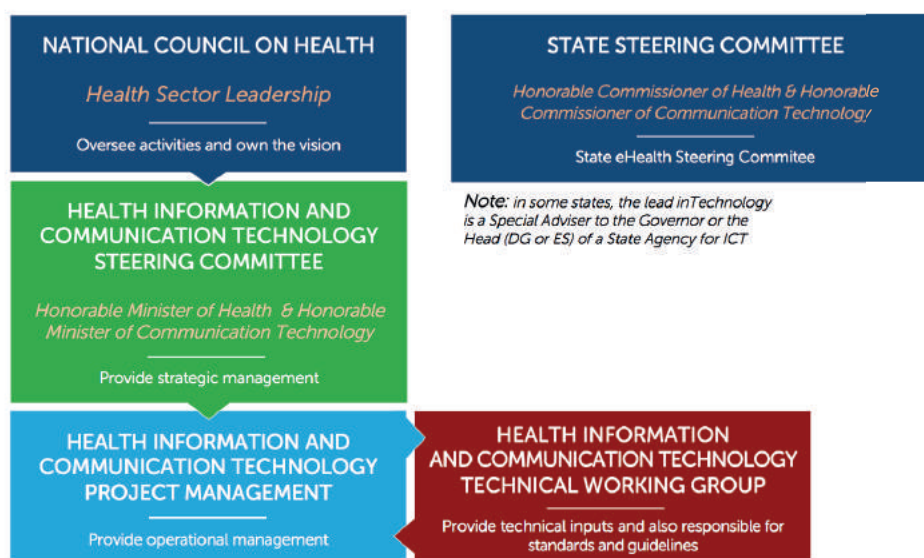 NATIONAL COUNCIL ON HEALTH
Health Sector Leadership
Oversee activities and own the vision
STATE STEERING COMMITTEE
Honorable Commissioner of Health & Honorable
Commissioner of Communication Technology
State eHealth Steering Commitee
Note: in some states, the lead inTechnology
is a Special Adviser to the Governor or the
Head (DG or ES) of a State Agency for ICT
HEALTH INFORMATION AND
COMMUNICATION TECHNOLOGY
STEERING COMMITTEE
Honorable Minister of Health & Honorable
Minister of Communication Technology
Provide strategic management
HEALTH INFORMATION AND
COMMUNICATION TECHNOLOGY
PROJECT MANAGEMENT
Provide operational management
HEALTH INFORMATION
AND COMMUNICATION TECHNOLOGY
TECHNICAL WORKING GROUP
Provide technical inputs and also responsible for
standards and guidelines